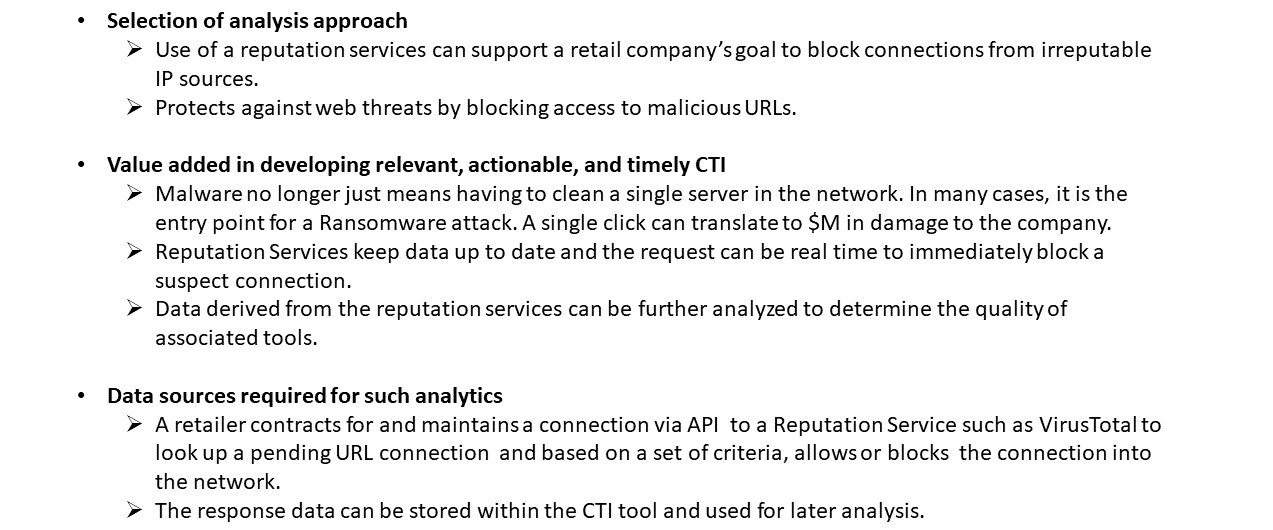 • Selection of analysis approach
➢ Use of a reputation services can support a retail company's goal to block connections from irreputable
IP sources.
➢ Protects against web threats by blocking access to malicious URLs.
• Value added in developing relevant, actionable, and timely CTI
➢ Malware no longer just means having to clean a single server in the network. In many cases, it is the
entry point for a Ransomware attack. A single click can translate to $M in damage to the company.
➢ Reputation Services keep data up to date and the request can be real time to immediately block a
suspect connection.
➢ Data derived from the reputation services can be further analyzed to determine the quality of
associated tools.
• Data sources required for such analytics
➢ A retailer contracts for and maintains a connection via API to a Reputation Service such as VirusTotal to
look up a pending URL connection and based on a set of criteria, allows or blocks the connection into
the network.
➢ The response data can be stored within the CTI tool and used for later analysis.